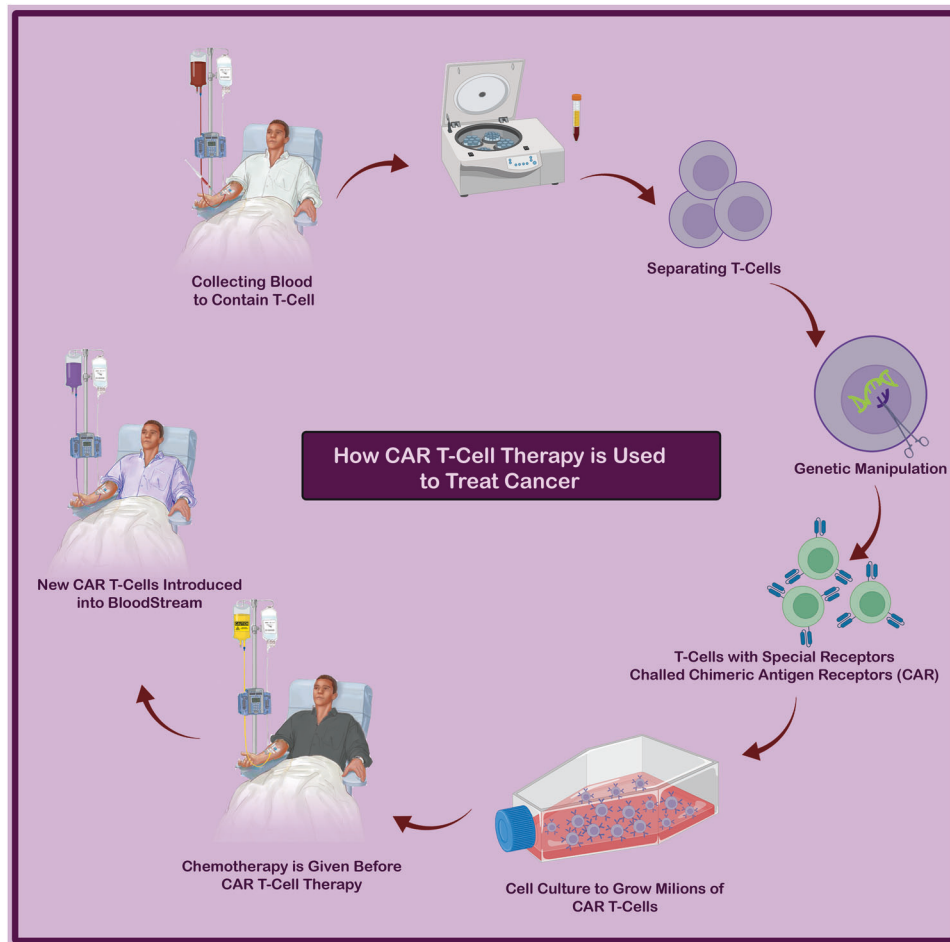 Collecting Blood
to Contain T-Cell
Separating T-Cells
Genetic Manipulation
How CAR T-Cell Therapy is Used
to Treat Cancer
T-Cells with Special Receptors
Challed Chimeric Antigen Receptors (CAR)
Cell Culture to Grow Milions of
CAR T-Cells
Chemotherapy is Given Before
CAR T-Cell Therapy
New CAR T-Cells Introduced
into BloodStream